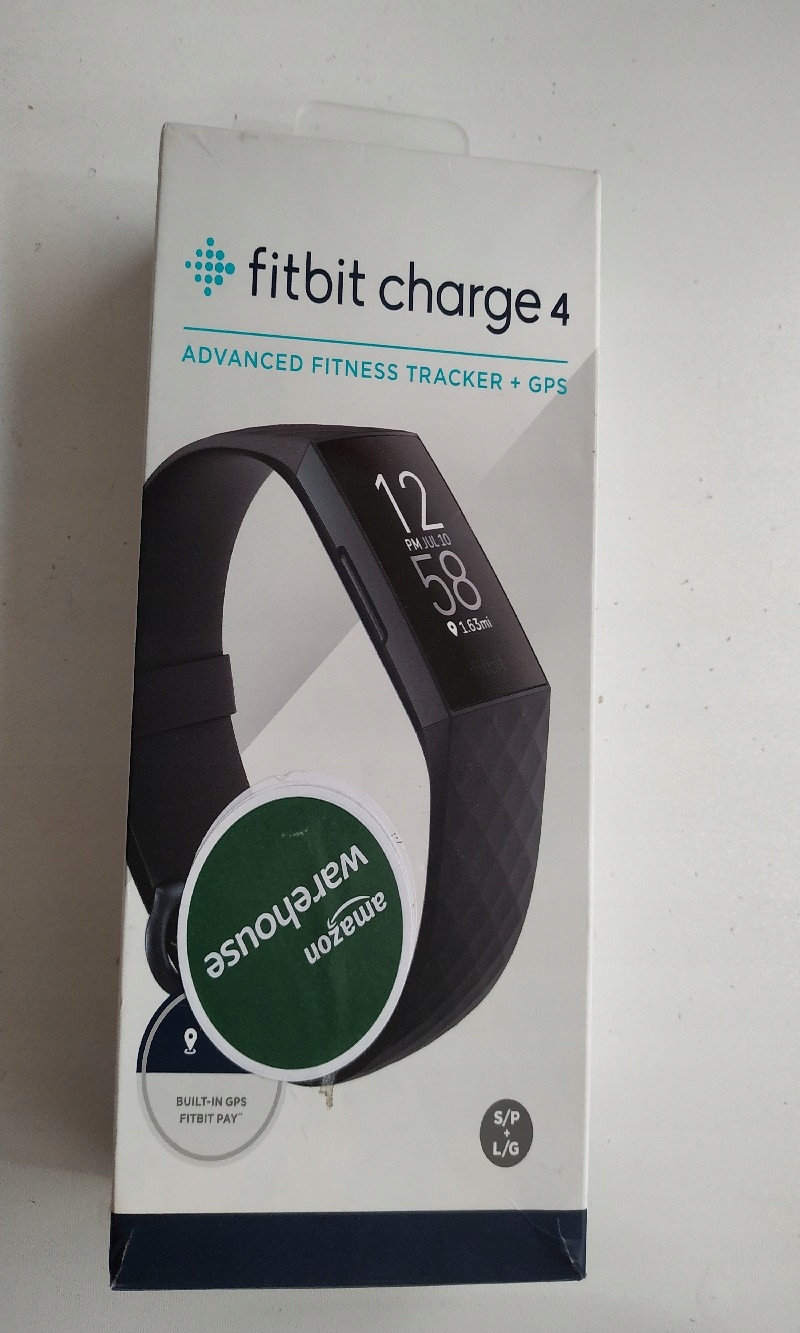 fitbit charge 4
ADVANCED FITNESS TRACKER + GPS
12
PM JUL 10
58
1.63mi
fitbit
amazon
warehouse
BUILT-IN GPS
FITBIT PAY™
S/P
+
L/G